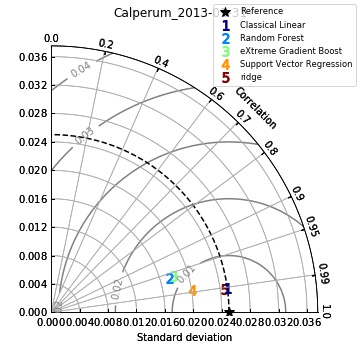 Calperum_2013-
Reference
1 Classical Linear
2 Random Forest
3 eXtreme Gradient Boost
4 Support Vector Regression
5 ridge
0.0 0.2 0.4 0.6 0.7 0.8 0.9 0.95 0.99 1.0
Correlation
0.036
0.032
0.028
0.024
0.020
0.016
0.012
0.008
0.004
0.000
0.04
0.03
0.02
0.01
2 3 4 5 1
0.000 0.004 0.008 0.012 0.016 0.020 0.024 0.028 0.032 0.036
Standard deviation